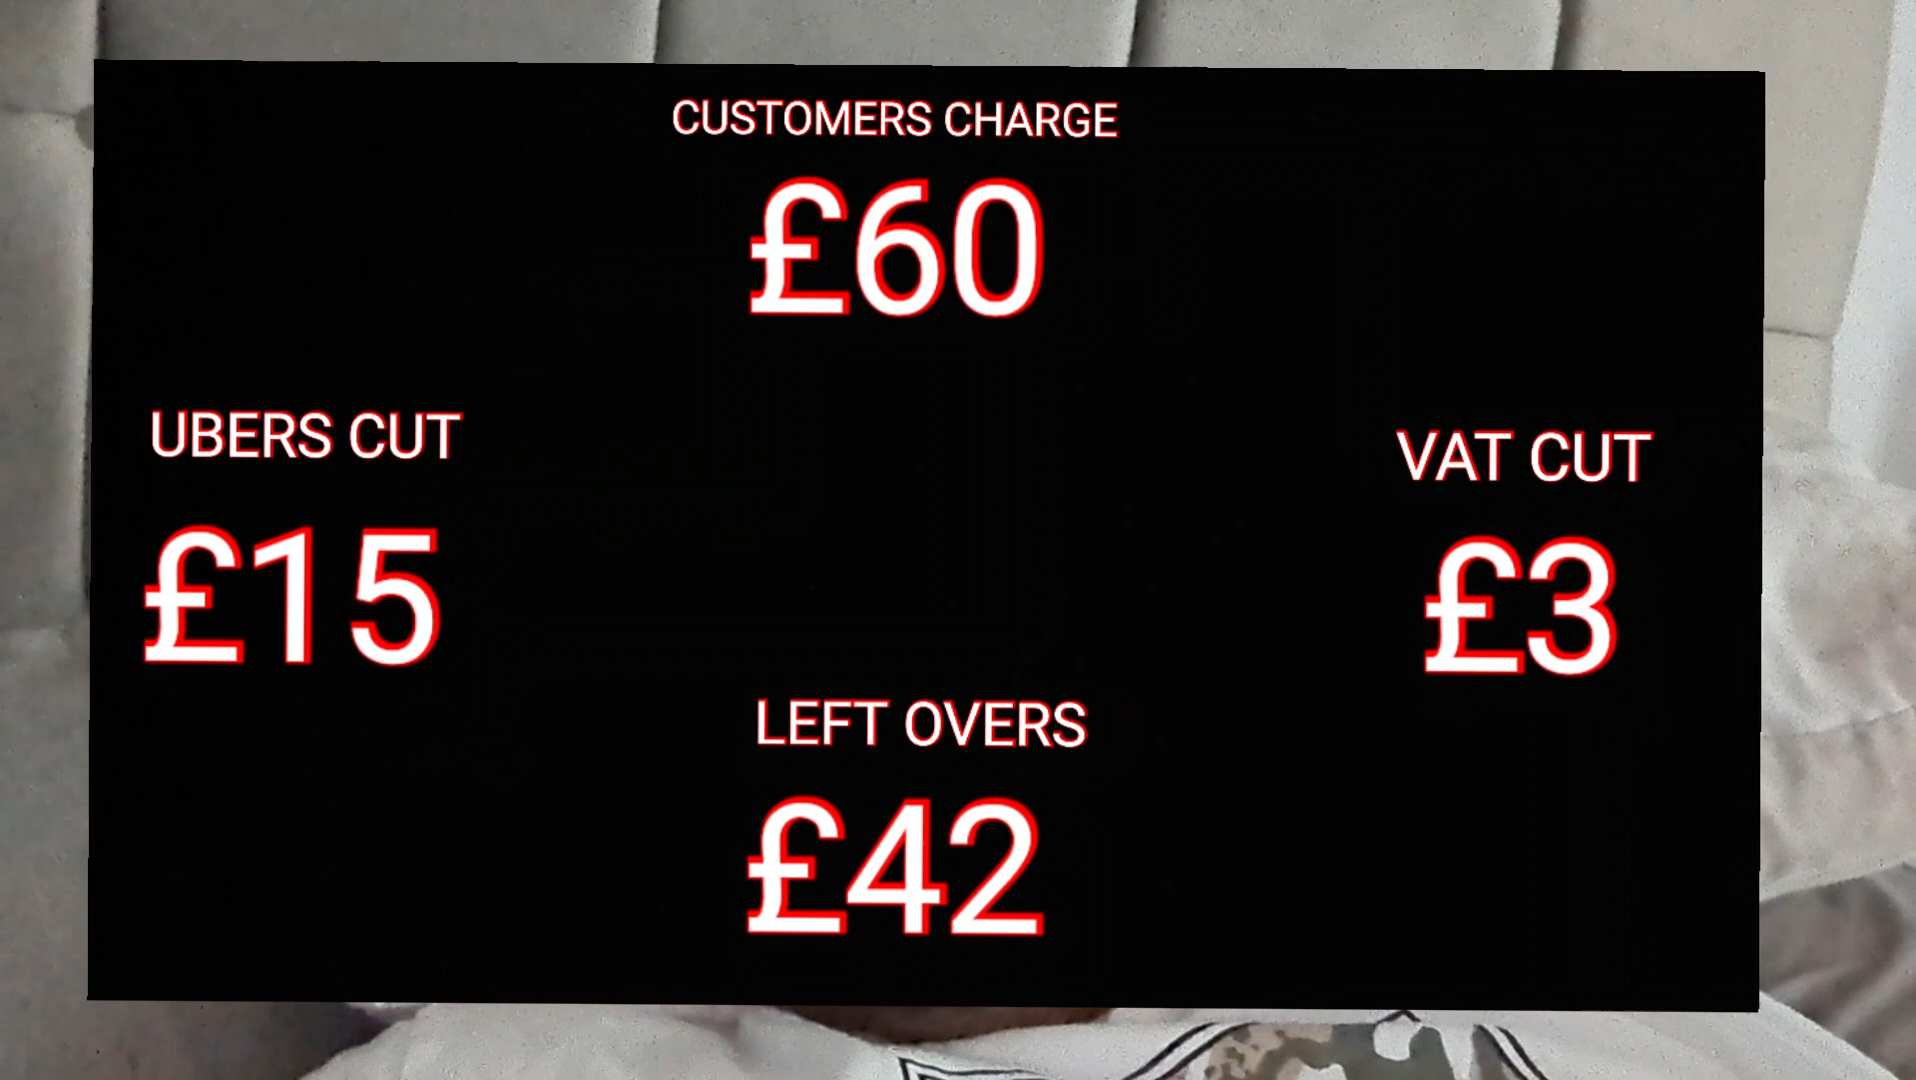 CUSTOMERS CHARGE
£60
UBERS CUT
£15
VAT CUT
£3
LEFT OVERS
£42